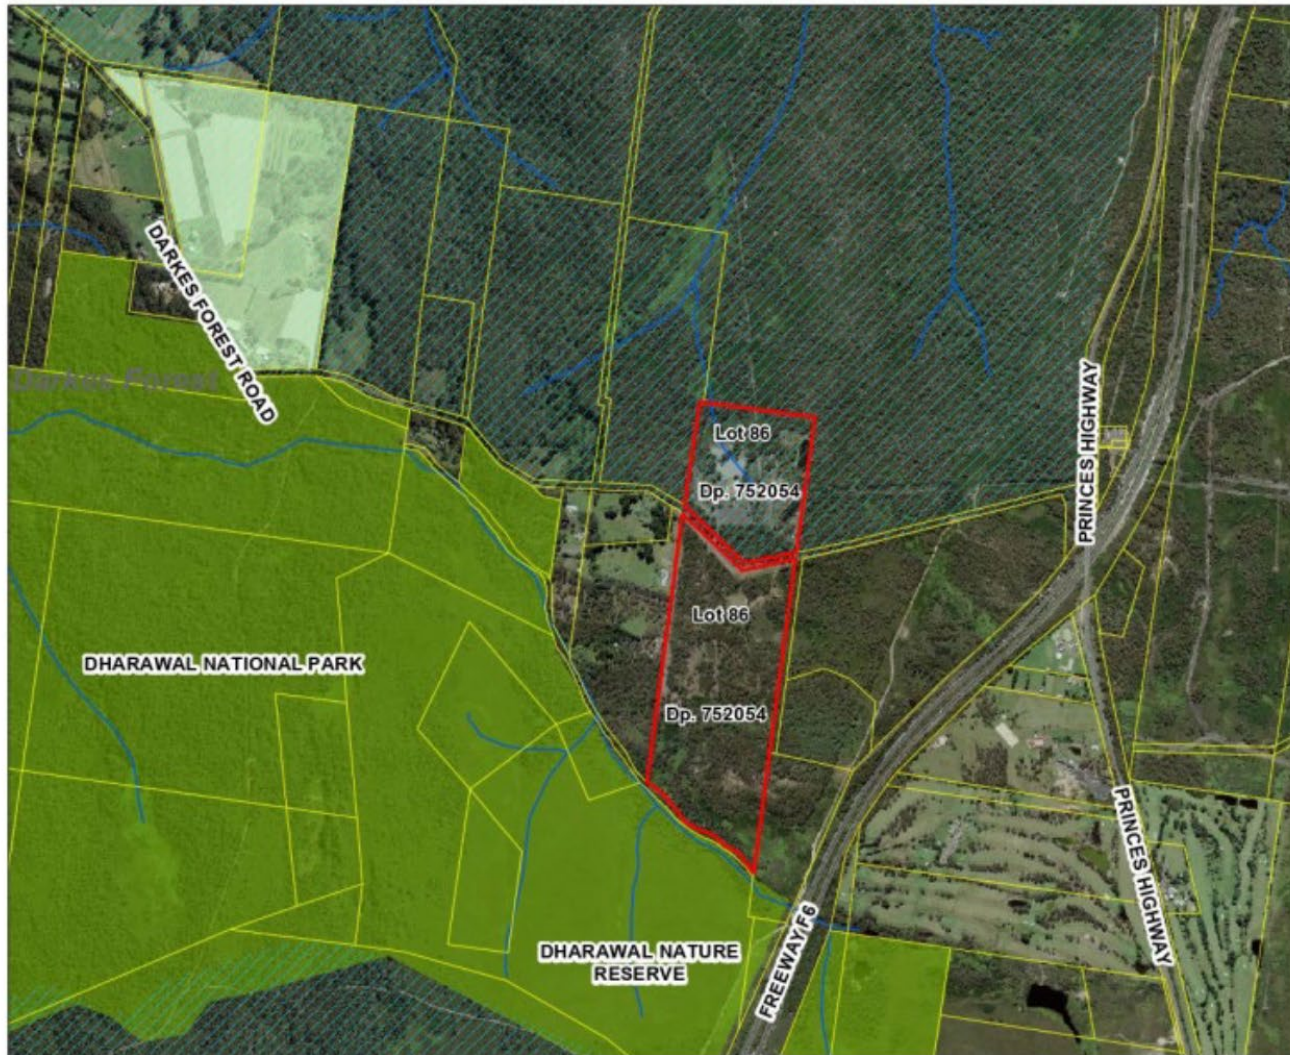 DARKES FOREST ROAD
Darkes Forest
PRINCES HIGHWAY
Lot 86
Dp. 752054
Lot 86
DHARAWAL NATIONAL PARK
Dp. 752054
PRINCES HIGHWAY
DHARAWAL NATURE
RESERVE
FREEWAY F6